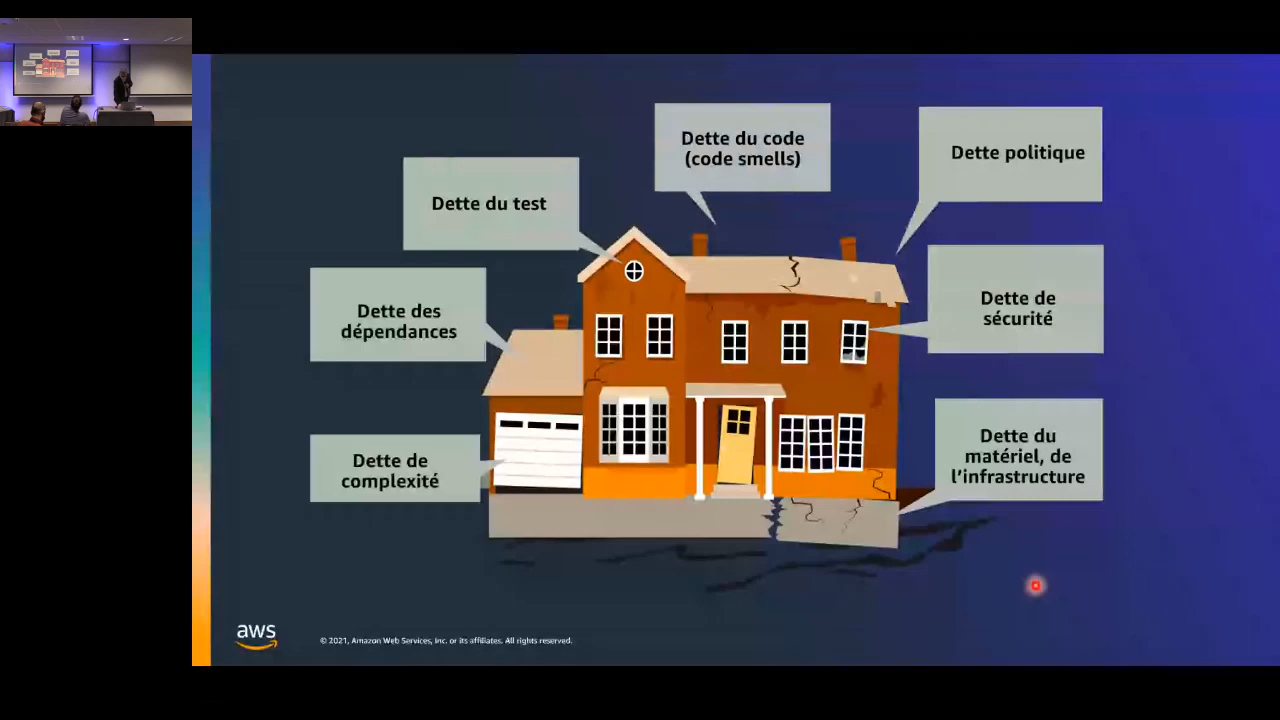 Dette du code
(code smells)
Dette politique
Dette du test
Dette des
dépendances
Dette de
sécurité
Dette de
complexité
Dette du
matériel, de
l'infrastructure
aws
© 2021, Amazon Web Services, Inc. or its affiliates. All rights reserved.